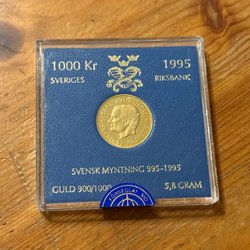 1000 Kr 1995
SVERIGES RIKSBANK
SVENSK MYNTNING 995-1995
GULD 900/1000 5,8 GRAM